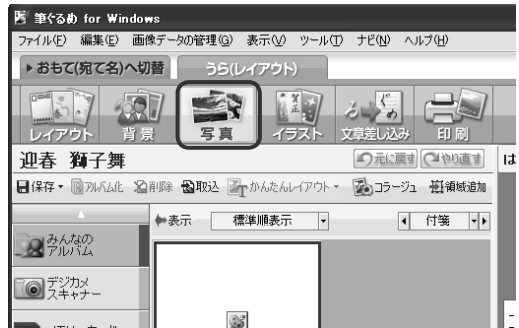 筆ぐるめ for Windows
ファイル(F) 編集(E) 画像データの管理(G) 表示(V) ツール(T) ナビ(N) ヘルプ(H)
おもて(宛て名)へ切替 うら(レイアウト)
レイアウト 背景 写真 イラスト 文章差し込み 印刷
迎春 獅子舞 元に戻す やり直す
保存 アルバム化 削除 取込 かんたんレイアウト コラージュ 領域追加
表示 標準順表示 付箋
みんなの
アルバム
デジカメ
スキャナー